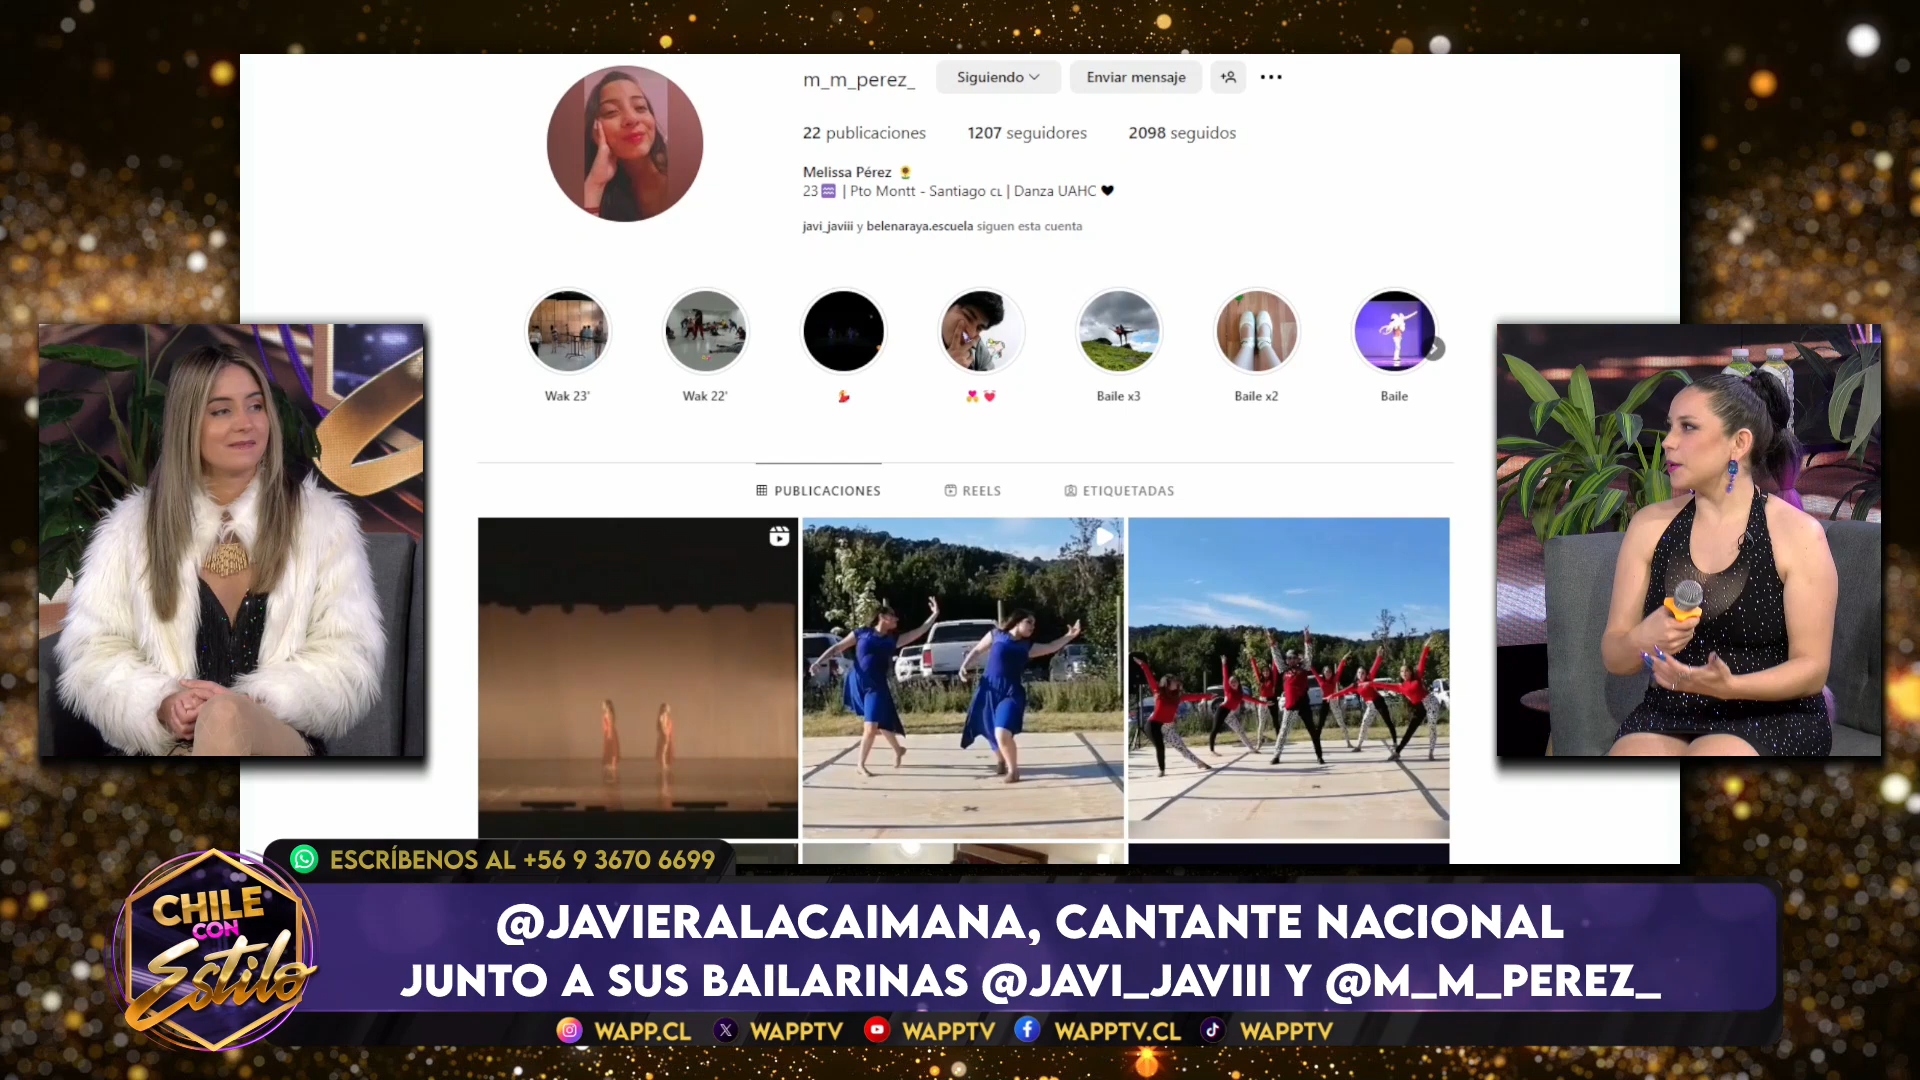 m_m_perez_
Siguiendo
Enviar mensaje
22 publicaciones
1207 seguidores
2098 seguidos
Melissa Pérez 🌻
23♒ | Pto Montt - Santiago CL | Danza UAHC 🖤
javi_javiii y belenaraya.escuela siguen esta cuenta
Wak 23'
Wak 22'
💃
💏 💓
Baile x3
Baile x2
Baile
PUBLICACIONES
REELS
ETIQUETADAS
ESCRÍBENOS AL +56 9 3670 6699
CHILE
CON
Estilo
@JAVIERALACAIMANA, CANTANTE NACIONAL
JUNTO A SUS BAILARINAS @JAVI_JAVIII Y @M_M_PEREZ_
WAPP.CL
WAPPTV
WAPPTV
WAPPTV.CL
WAPPTV